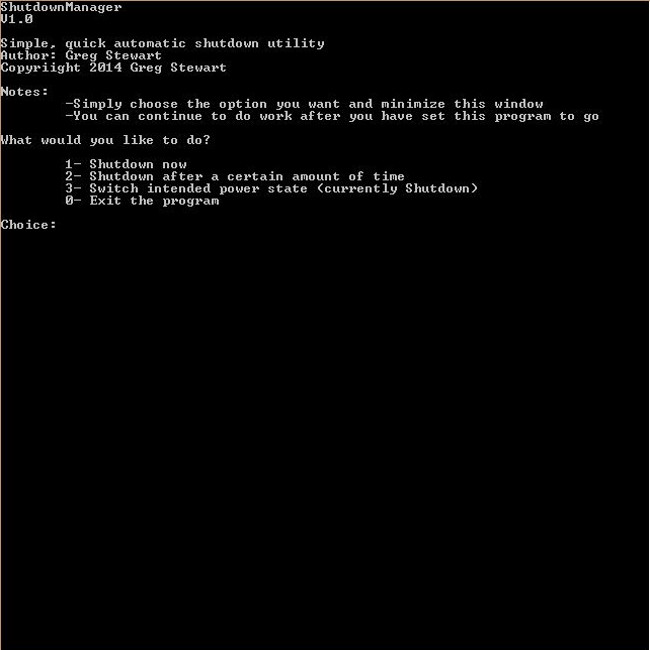 ShutdownManager
V1.0
Simple, quick automatic shutdown utility
Author: Greg Stewart
Copyriight 2014 Greg Stewart
Notes:
-Simply choose the option you want and minimize this window
-You can continue to do work after you have set this program to go
What would you like to do?
1- Shutdown now
2- Shutdown after a certain amount of time
3- Switch intended power state (currently Shutdown)
0- Exit the program
Choice: